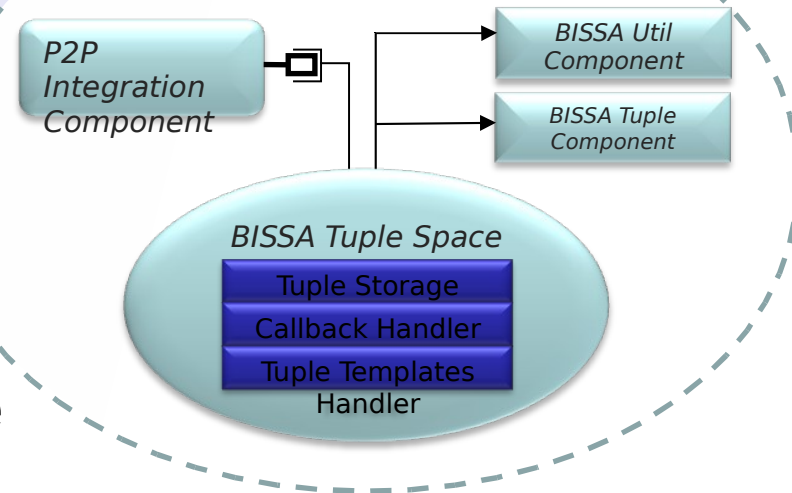 P2P
Integration
Component
BISSA Util
Component
BISSA Tuple
Component
BISSA Tuple Space
Tuple Storage
Callback Handler
Tuple Templates
Handler